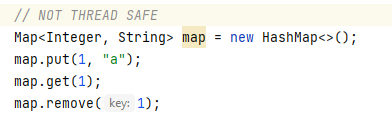 // NOT THREAD SAFE
Map<Integer, String> map = new HashMap<>();
map.put(1, "a");
map.get(1);
map.remove( key: 1);